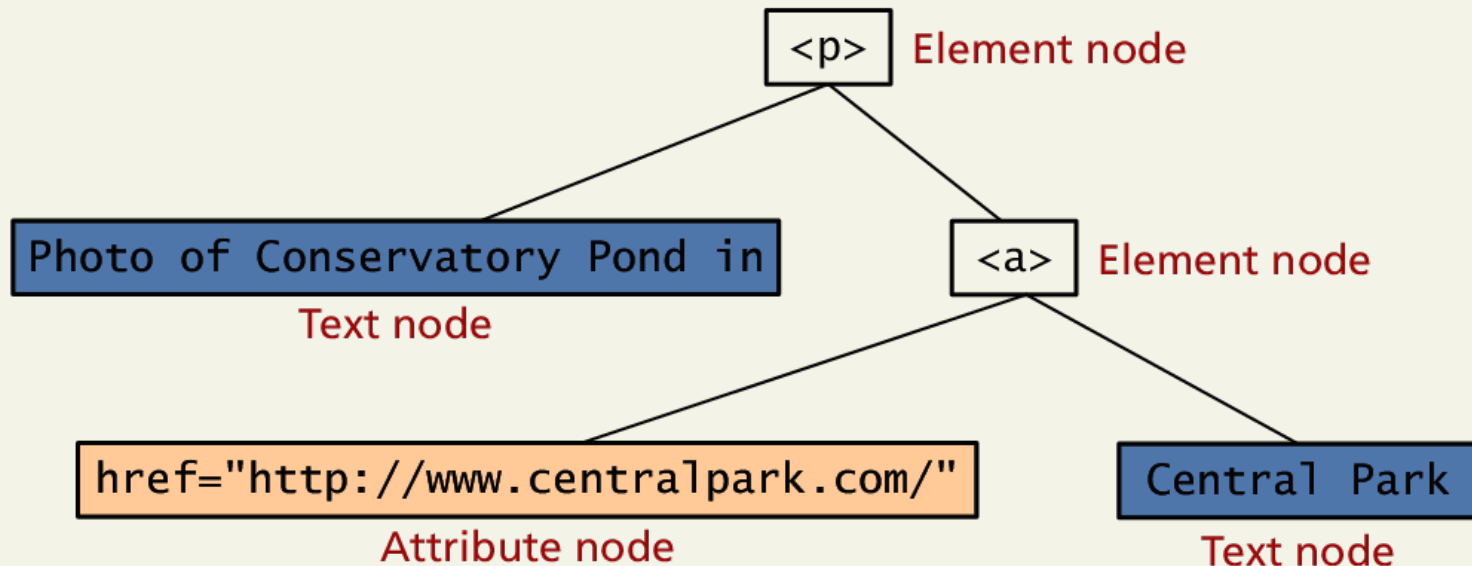 <p> Element node
Photo of Conservatory Pond in
<a> Element node
Text node
href="http://www.centralpark.com/"
Central Park
Attribute node
Text node